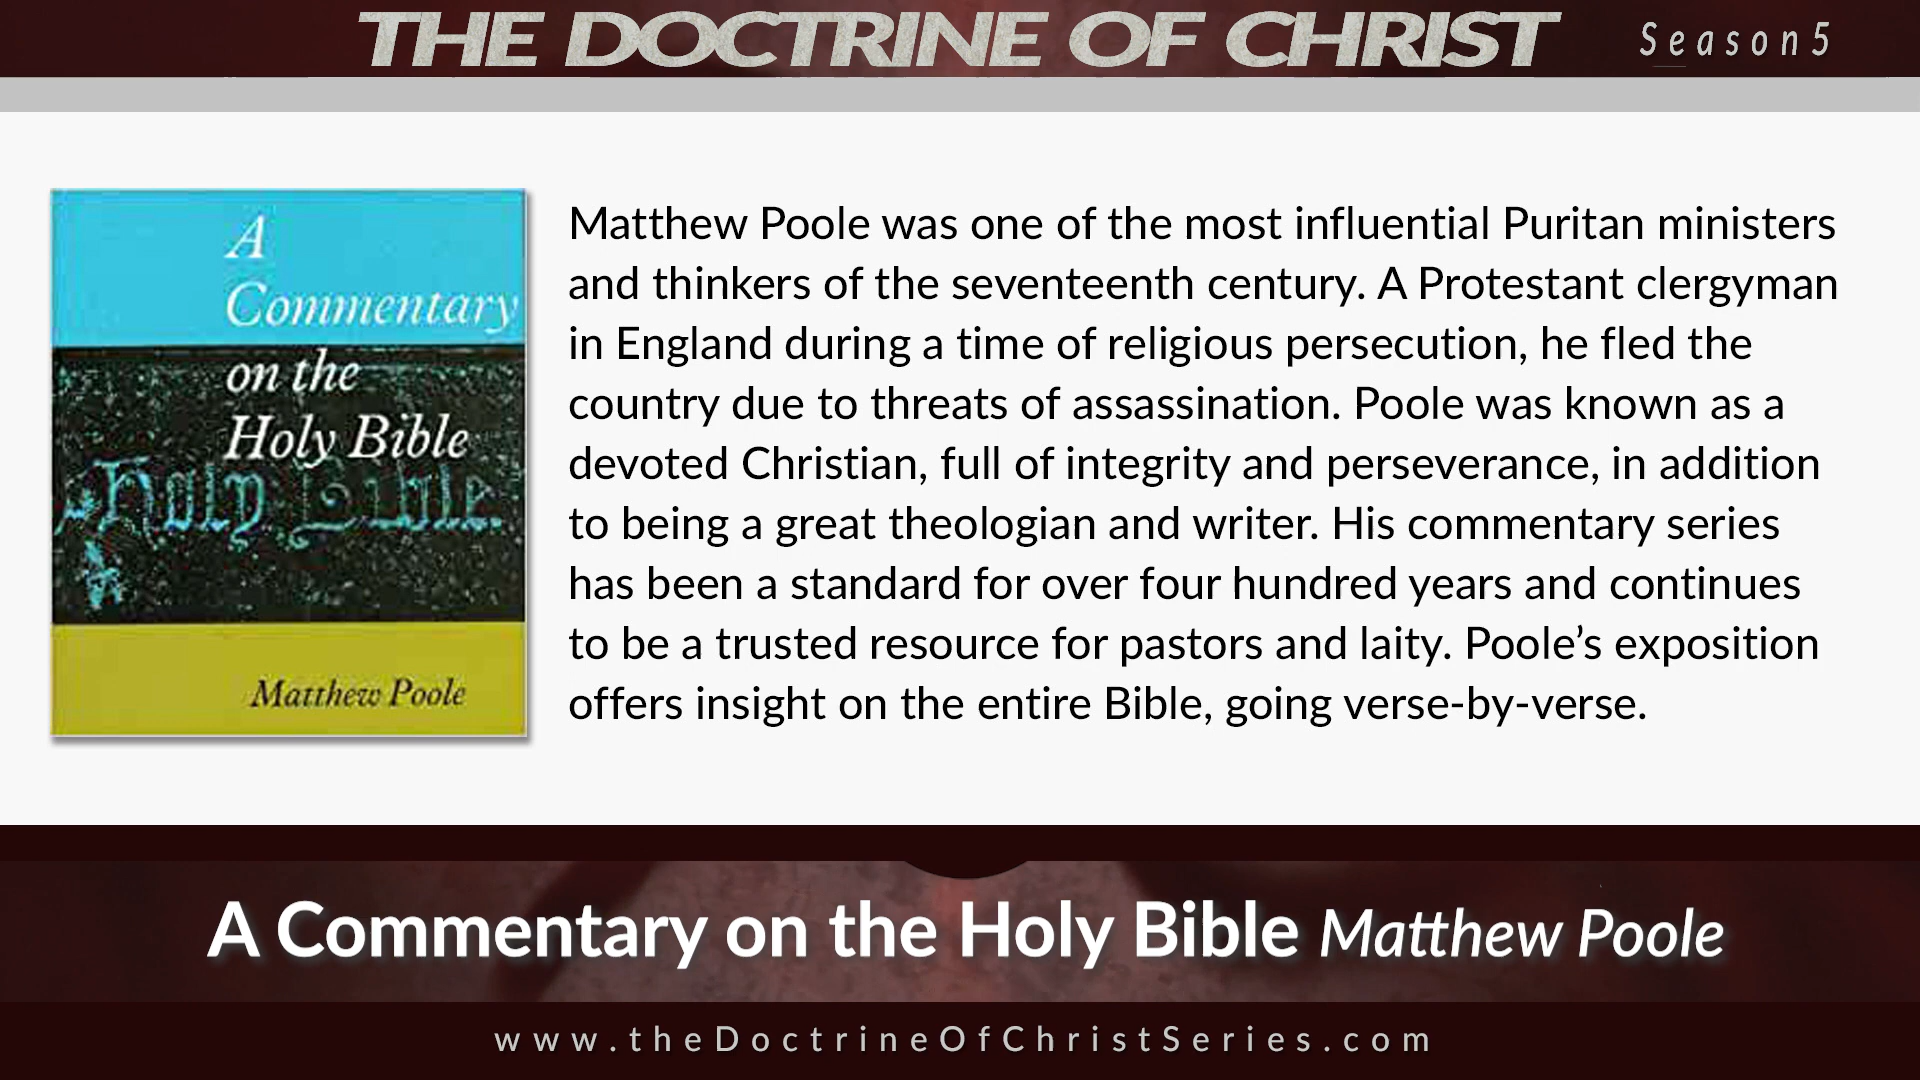 THE DOCTRINE OF CHRIST Season5
A
Commentary
on the
Holy Bible
Holy Bible
Matthew Poole
Matthew Poole was one of the most influential Puritan ministers
and thinkers of the seventeenth century. A Protestant clergyman
in England during a time of religious persecution, he fled the
country due to threats of assassination. Poole was known as a
devoted Christian, full of integrity and perseverance, in addition
to being a great theologian and writer. His commentary series
has been a standard for over four hundred years and continues
to be a trusted resource for pastors and laity. Poole’s exposition
offers insight on the entire Bible, going verse-by-verse.
A Commentary on the Holy Bible Matthew Poole
www.theDoctrineOfChristSeries.com